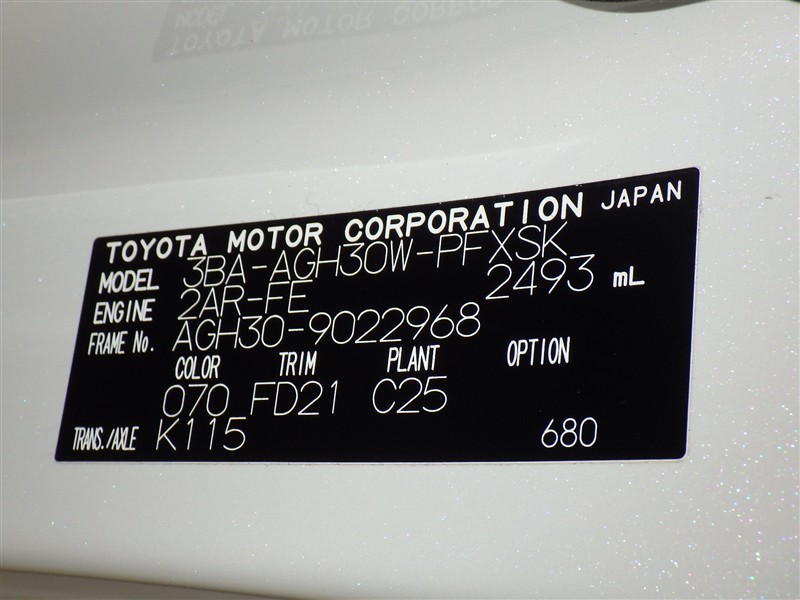 TOYOTA MOTOR CORPORATION JAPAN
MODEL 3BA-AGH30W-PFXSK
ENGINE 2AR-FE 2493 mL
FRAME No. AGH30-9022968
COLOR TRIM PLANT OPTION
070 FD21 C25
TRANS./AXLE K115 680